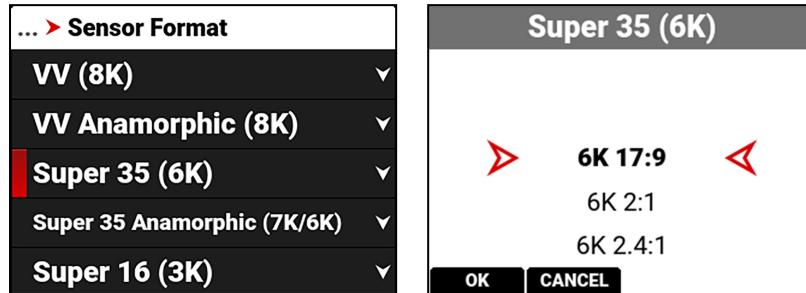 ... Sensor Format
VV (8K)
VV Anamorphic (8K)
Super 35 (6K)
Super 35 Anamorphic (7K/6K)
Super 16 (3K)
Super 35 (6K)
6K 17:9
6K 2:1
6K 2.4:1
OK CANCEL